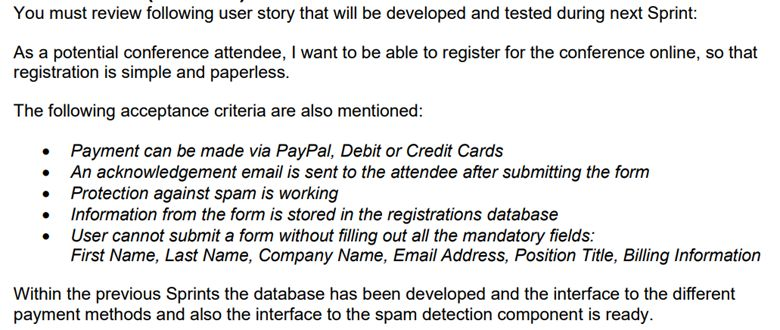 You must review following user story that will be developed and tested during next Sprint:
As a potential conference attendee, I want to be able to register for the conference online, so that
registration is simple and paperless.
The following acceptance criteria are also mentioned:
• Payment can be made via PayPal, Debit or Credit Cards
• An acknowledgement email is sent to the attendee after submitting the form
• Protection against spam is working
• Information from the form is stored in the registrations database
• User cannot submit a form without filling out all the mandatory fields:
First Name, Last Name, Company Name, Email Address, Position Title, Billing Information
Within the previous Sprints the database has been developed and the interface to the different
payment methods and also the interface to the spam detection component is ready.